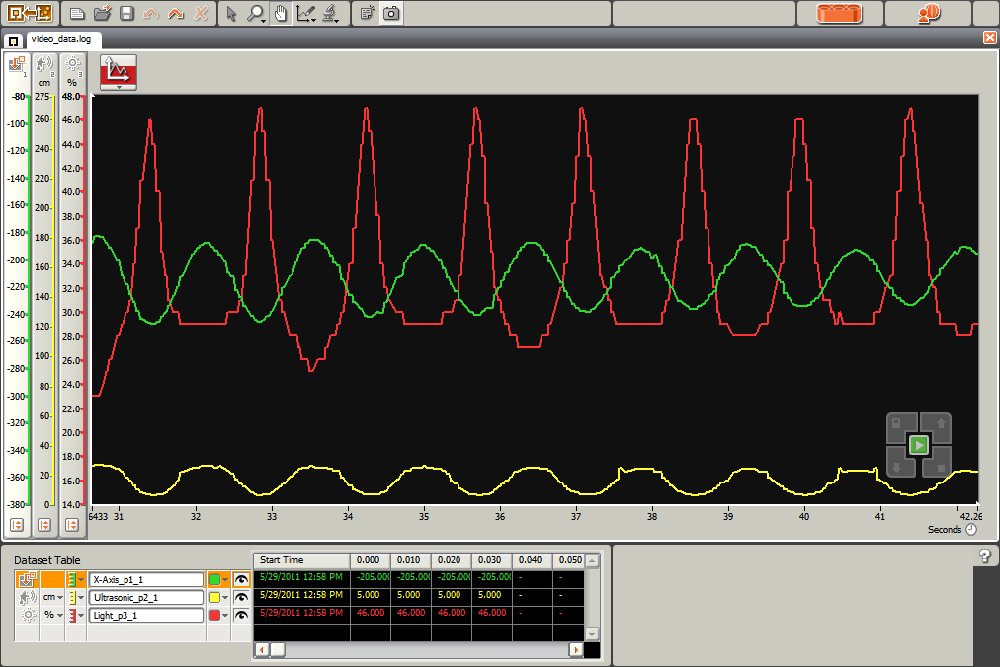 video_data.log
1 2 3
cm %
-80 275 48.0
-100 260 46.0
-120 240 44.0
-140 220 42.0
-160 200 40.0
-180 180 38.0
-200 160 36.0
-220 140 34.0
-240 120 32.0
-260 100 30.0
-280 80 28.0
-300 60 26.0
-320 40 24.0
-340 20 22.0
-360 0 20.0
-380 18.0
16.0
14.0
6433 31 32 33 34 35 36 37 38 39 40 41 42.26
Seconds
Dataset Table
Start Time 0.000 0.010 0.020 0.030 0.040 0.050
X-Axis_p1_1 5/29/2011 12:58 PM -205.000 -205.000 -205.000 -205.000 - -
cm Ultrasonic_p2_1 5/29/2011 12:58 PM 5.000 5.000 5.000 5.000 - -
% Light_p3_1 5/29/2011 12:58 PM 46.000 46.000 46.000 46.000 - -
?